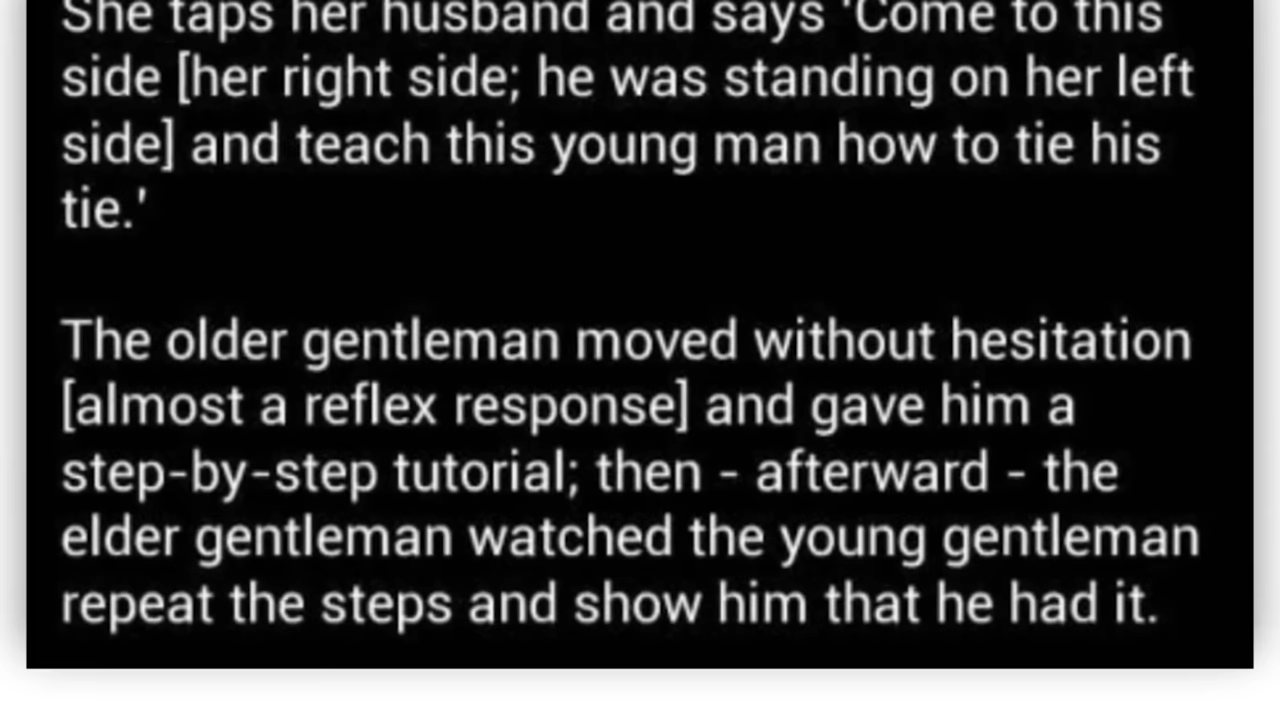 She taps her husband and says 'Come to this
side [her right side; he was standing on her left
side] and teach this young man how to tie his
tie.'
The older gentleman moved without hesitation
[almost a reflex response] and gave him a
step-by-step tutorial; then - afterward - the
elder gentleman watched the young gentleman
repeat the steps and show him that he had it.